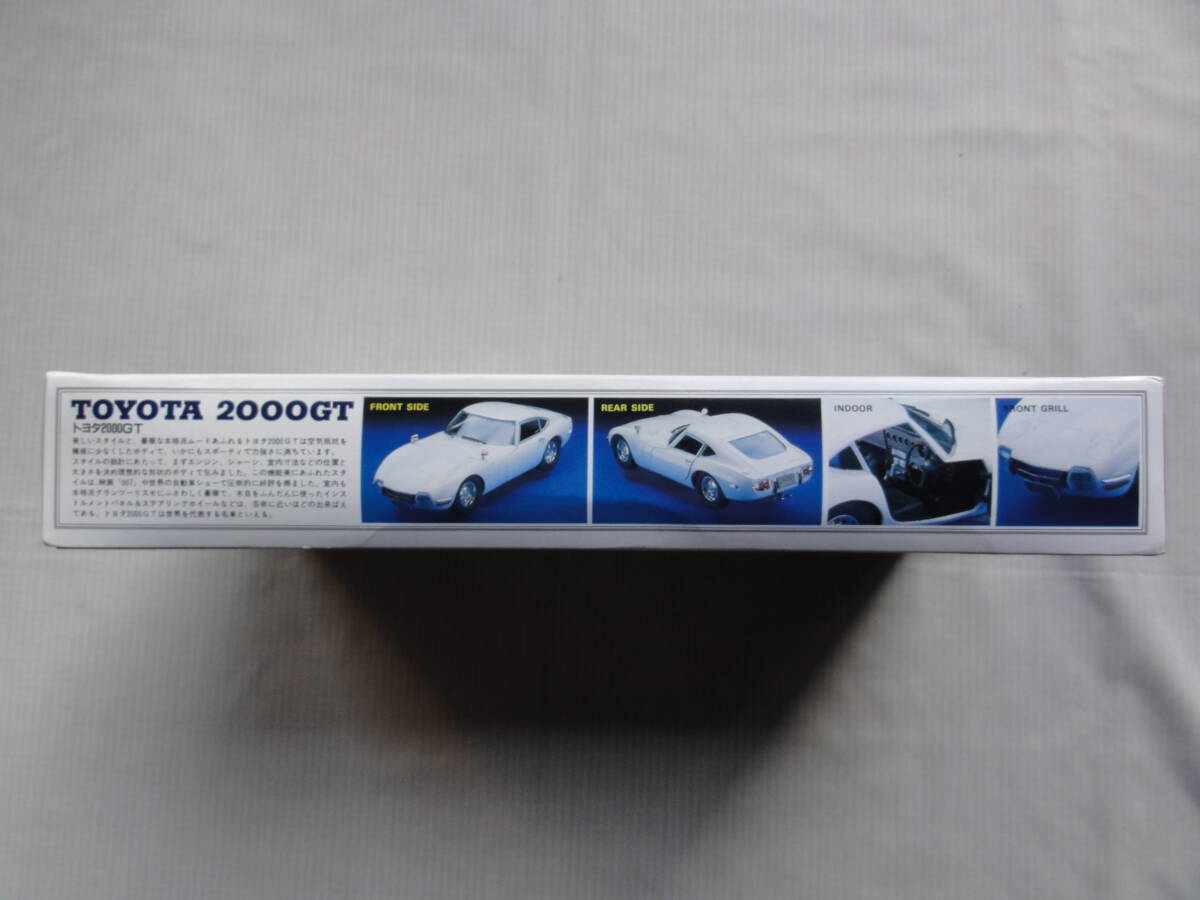 TOYOTA 2000GT
トヨタ2000GT
美しいスタイルと、豪華な本格派ムードあふれるトヨタ2000GTは空気抵抗を
極端に少なくしたボディで、いかにもスポーティで力強さに満ちています。
スタイルの設計にあたって、まずエンジン、シャーシ、室内寸法などの位置と
大きさを決め理想的な形状のボディで包みました。この機能美にあふれたスタ
イルは、映画「007」や世界の自動車ショーで圧倒的に好評を博ました。室内も
本格派グランツーリスモにふさわしく豪華で、木目をふんだんに使ったインス
トルメントパネル&ステアリングホイールなどは、芸術に近いほどの出来ばえ
である。トヨタ2000GTは世界を代表する名車といえる。
FRONT SIDE
REAR SIDE
INDOOR
FRONT GRILL